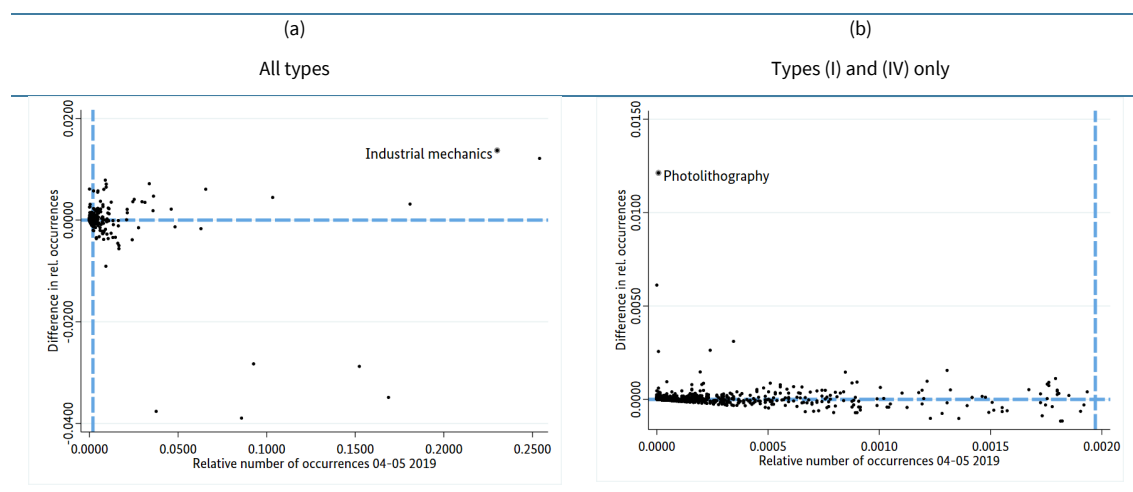 (a)
(b)
All types
Types (I) and (IV) only
Difference in rel. occurrences
-0.0400
-0.0200
0.0000
0.0200
Industrial mechanics
0.0000
0.0500
0.1000
0.1500
0.2000
0.2500
Relative number of occurrences 04-05 2019
Difference in rel. occurrences
0.0000
0.0050
0.0100
0.0150
Photolithography
0.0000
0.0005
0.0010
0.0015
0.0020
Relative number of occurrences 04-05 2019